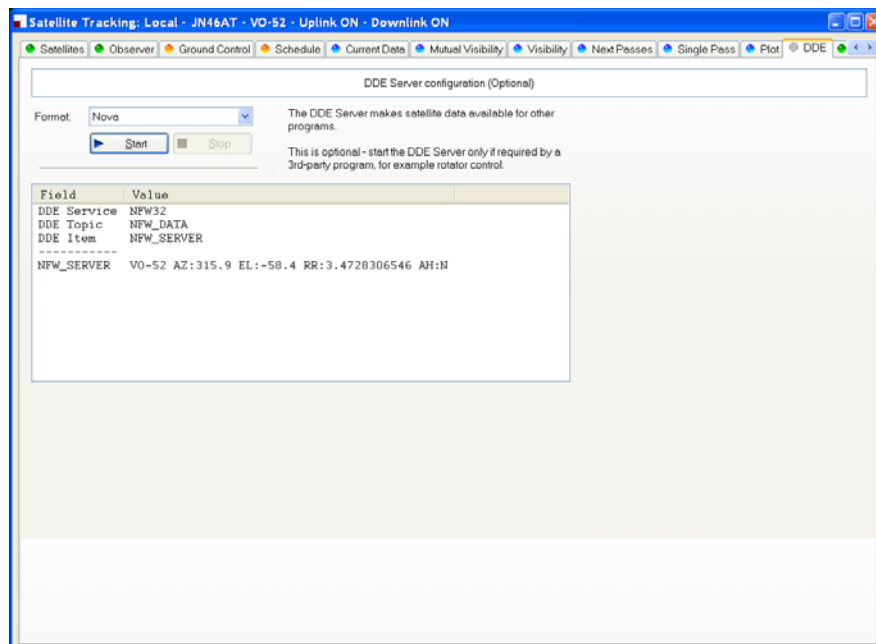 Satellite Tracking: Local - JN46AT - VO-52 - Uplink ON - Downlink ON
Satellites Observer Ground Control Schedule Current Data Mutual Visibility Visibility Next Passes Single Pass Plot DDE
DDE Server configuration (Optional)
Format: Nova
Start Stop
The DDE Server makes satellite data available for other
programs.
This is optional - start the DDE Server only if required by a
3rd-party program, for example rotator control.
Field Value
DDE Service NFW32
DDE Topic NFW_DATA
DDE Item NFW_SERVER
-----------
NFW_SERVER VO-52 AZ:315.9 EL:-58.4 RR:3.4728306546 AH:N